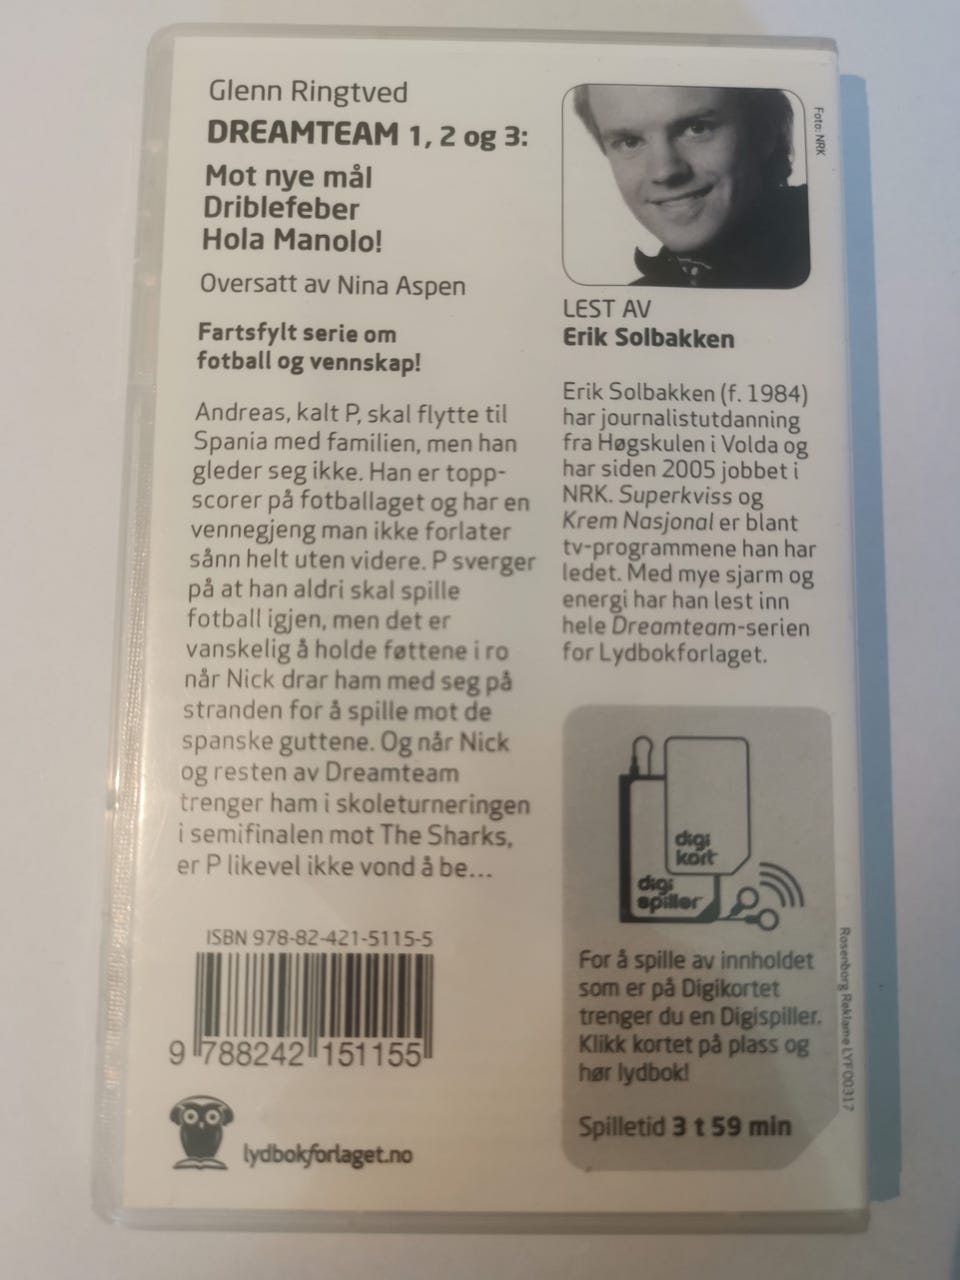 Glenn Ringtved
DREAMTEAM 1, 2 og 3:
Mot nye mål
Driblefeber
Hola Manolo!
Oversatt av Nina Aspen
Fartsfylt serie om
fotball og vennskap!
Andreas, kalt P, skal flytte til
Spania med familien, men han
gleder seg ikke. Han er topp-
scorer på fotballaget og har en
vennegjeng man ikke forlater
sånn helt uten videre. P sverger
på at han aldri skal spille
fotball igjen, men det er
vanskelig å holde føttene i ro
når Nick drar ham med seg på
stranden for å spille mot de
spanske guttene. Og når Nick
og resten av Dreamteam
trenger ham i skoleturneringen
i semifinalen mot The Sharks,
er P likevel ikke vond å be...
ISBN 978-82-421-5115-5
9 788242 151155
lydbokforlaget.no
Foto: NRK
LEST AV
Erik Solbakken
Erik Solbakken (f. 1984)
har journalistutdanning
fra Høgskulen i Volda og
har siden 2005 jobbet i
NRK. Superkviss og
Krem Nasjonal er blant
tv-programmene han har
ledet. Med mye sjarm og
energi har han lest inn
hele Dreamteam-serien
for Lydbokforlaget.
digi
kort
digi
spiller
For å spille av innholdet
som er på Digikortet
trenger du en Digispiller.
Klikk kortet på plass og
hør lydbok!
Spilletid 3 t 59 min
Rosenborg Reklame LYF00317